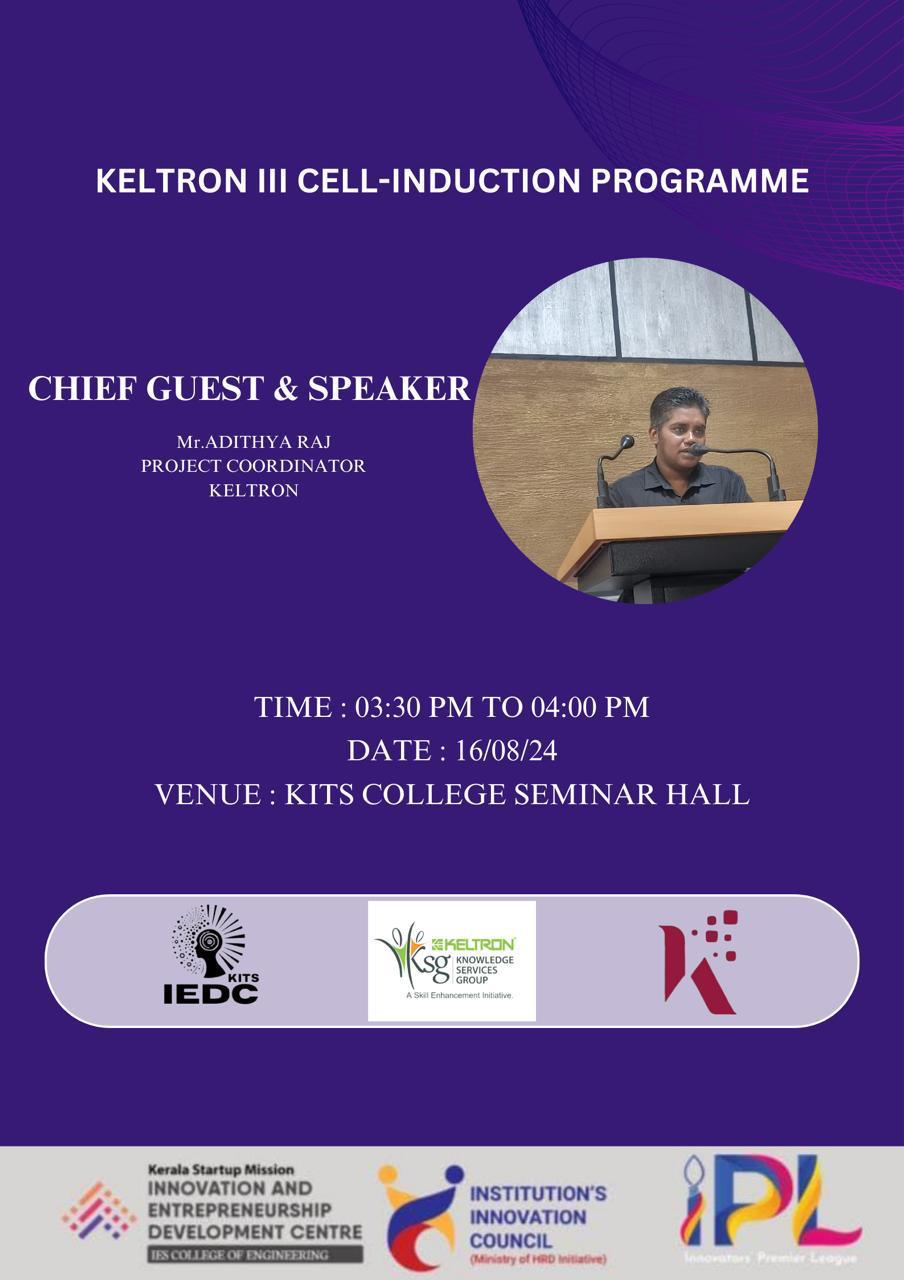 KELTRON III CELL-INDUCTION PROGRAMME
CHIEF GUEST & SPEAKER
Mr.ADITHYA RAJ
PROJECT COORDINATOR
KELTRON
TIME : 03:30 PM TO 04:00 PM
DATE : 16/08/24
VENUE : KITS COLLEGE SEMINAR HALL
KITS
IEDC
KELTRON
ksg
KNOWLEDGE
SERVICES
GROUP
A Skill Enhancement Initiative.
Kerala Startup Mission
INNOVATION AND
ENTREPRENEURSHIP
DEVELOPMENT CENTRE
IES COLLEGE OF ENGINEERING
INSTITUTION'S
INNOVATION
COUNCIL
(Ministry of HRD Initiative)
iPL
Innovators' Premier League